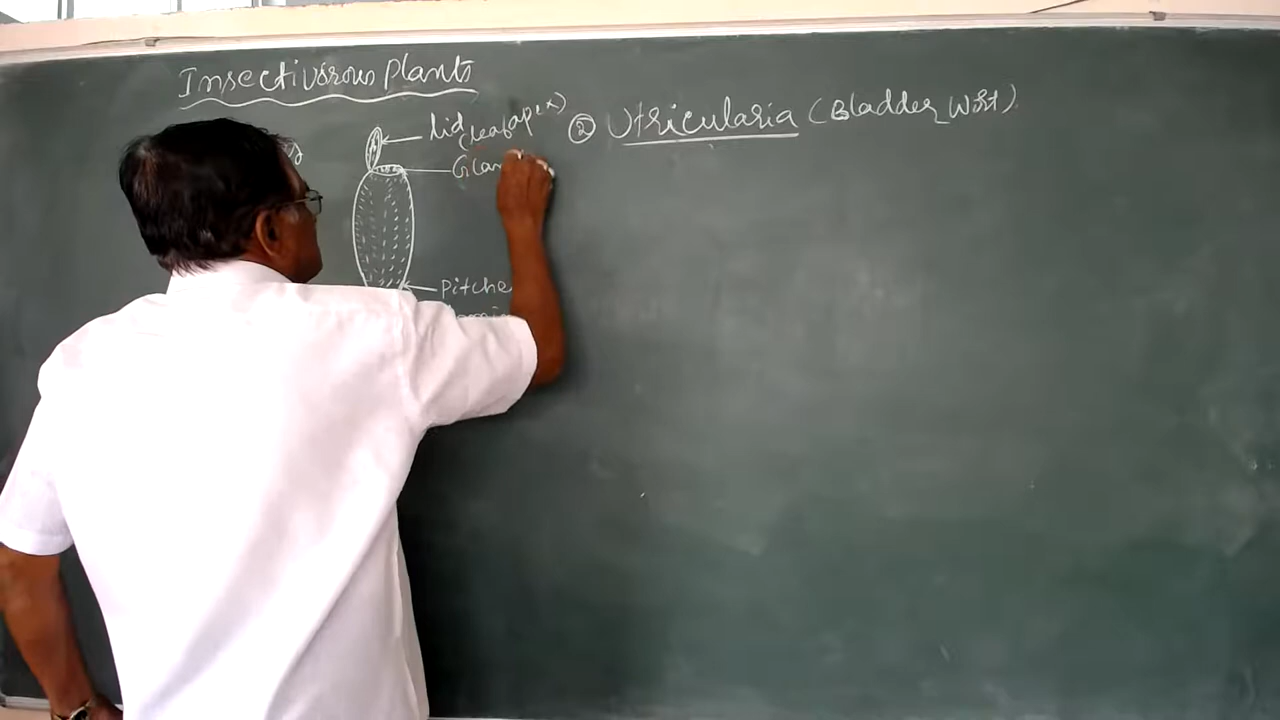 Insectivorous Plants
Lid
(leaf apex)
Glan
Pitche
② Utricularia (Bladder Wort)